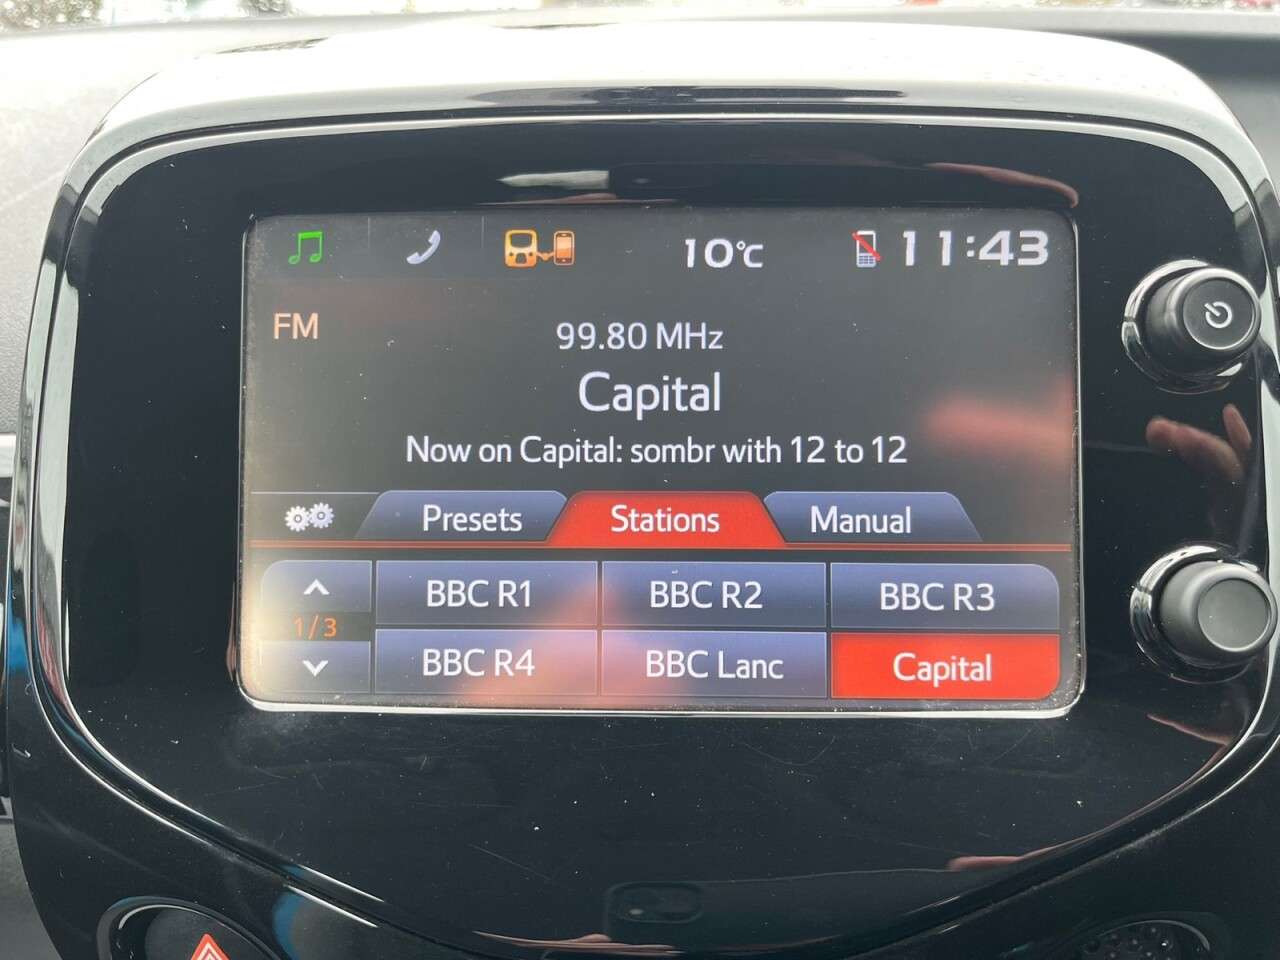 10°C 11:43
FM
99.80 MHz
Capital
Now on Capital: sombr with 12 to 12
Presets Stations Manual
BBC R1 BBC R2 BBC R3
1/3
BBC R4 BBC Lanc Capital